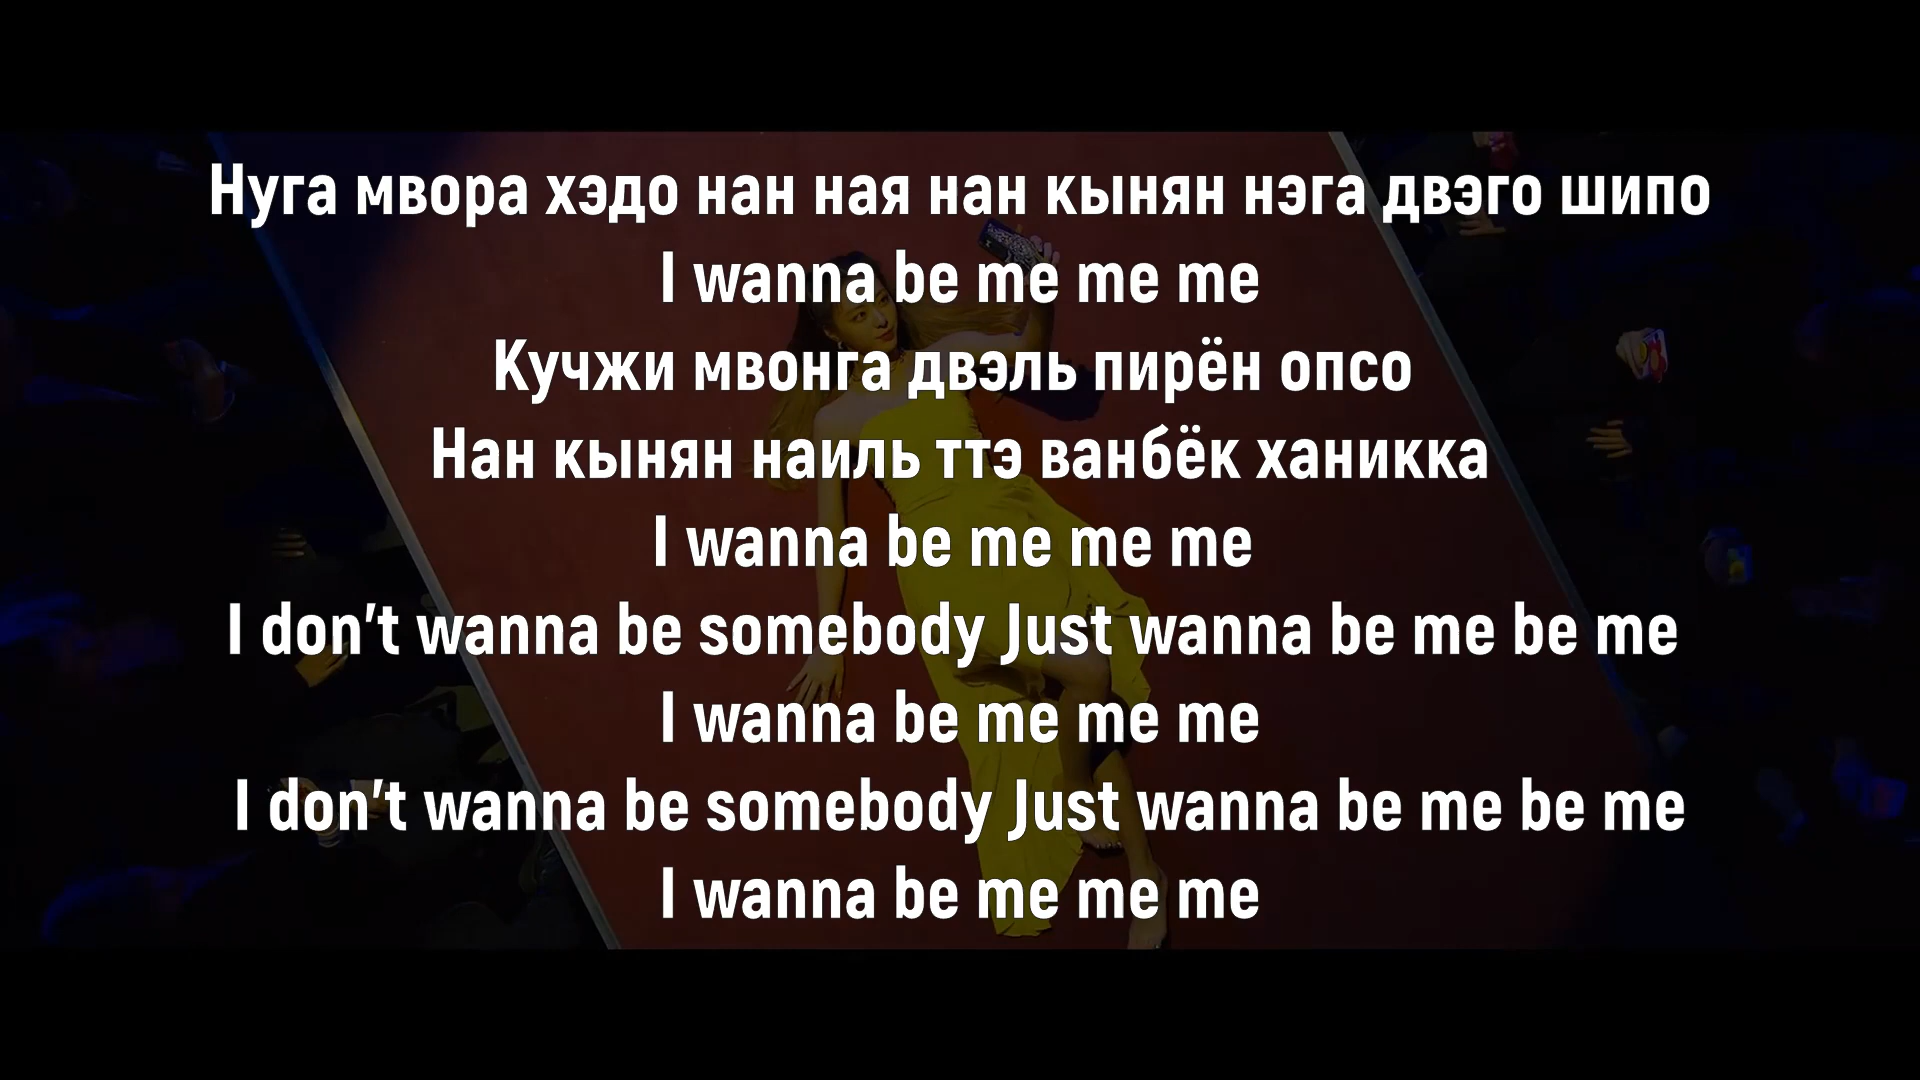 Нуга мвора хэдо нан ная нан кынян нэга двэго шипо
I wanna be me me me
Кучжи мвонга двэль пирён опсо
Нан кынян наиль ттэ ванбёк ханикка
I wanna be me me me
I don't wanna be somebody Just wanna be me be me
I wanna be me me me
I don't wanna be somebody Just wanna be me be me
I wanna be me me me